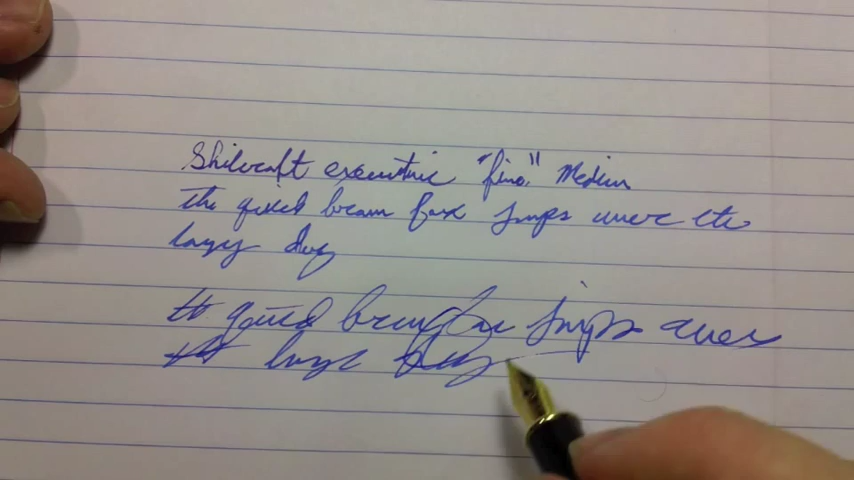 Shilvcraft executive "fine" Medium
the quick brown fox jumps over the
lazy dog
the quick brown fox jumps over
the lazy dog